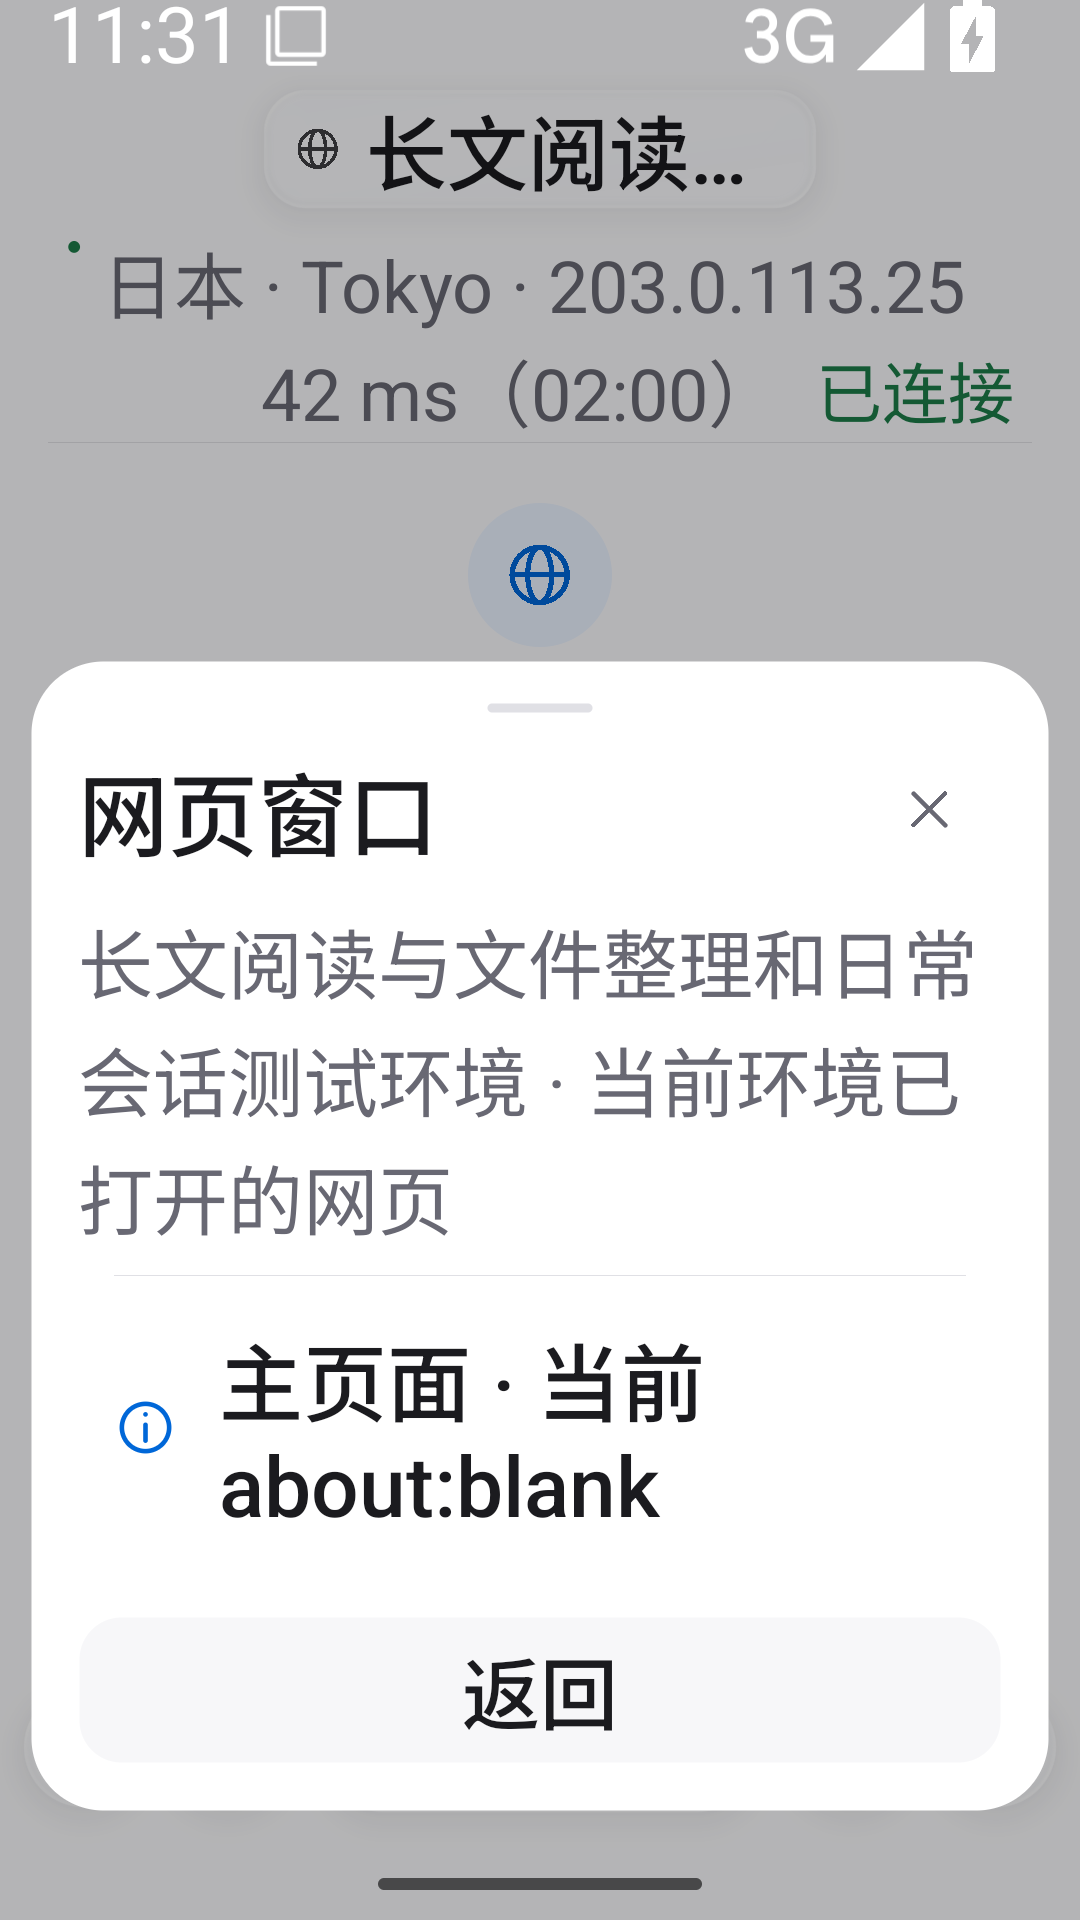 11:31 3G
长文阅读...
日本 · Tokyo · 203.0.113.25
42 ms（02:00） 已连接
网页窗口
长文阅读与文件整理和日常
会话测试环境 · 当前环境已
打开的网页
主页面 · 当前
about:blank
返回